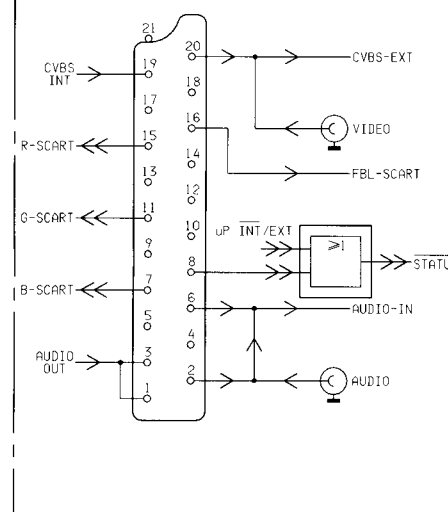 21
20
CVBS-EXT
CVBS
INT
19
18
17
16
VIDEO
R-SCART
15
14
FBL-SCART
13
12
G-SCART
11
10
uP INT/EXT
≥1
9
8
B-SCART
7
6
AUDIO-IN
5
4
AUDIO
OUT
3
2
AUDIO
1